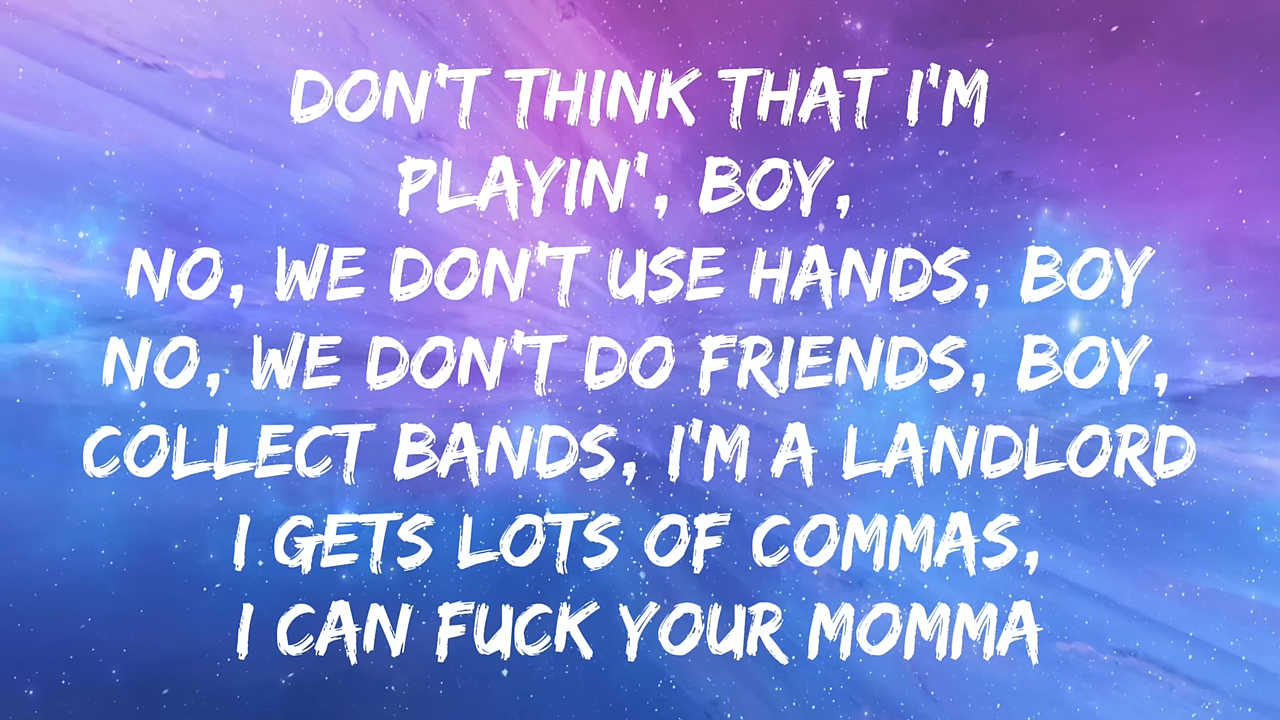 DON'T THINK THAT I'M
PLAYIN', BOY,
NO, WE DON'T USE HANDS, BOY
NO, WE DON'T DO FRIENDS, BOY,
COLLECT BANDS, I'M A LANDLORD
I GETS LOTS OF COMMAS,
I CAN FUCK YOUR MOMMA